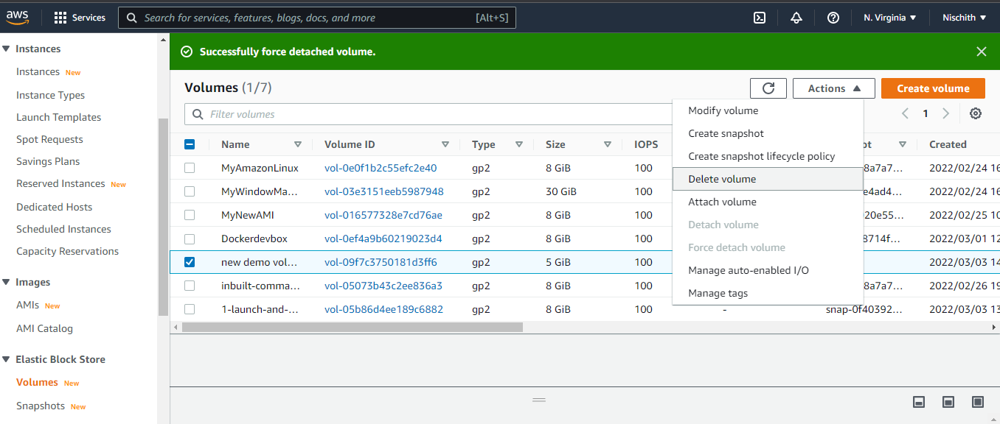 aws Services Search for services, features, blogs, docs, and more [Alt+S] N. Virginia Nischith
Instances
Instances New
Instance Types
Launch Templates
Spot Requests
Savings Plans
Reserved Instances New
Dedicated Hosts
Scheduled Instances
Capacity Reservations
Images
AMIs New
AMI Catalog
Elastic Block Store
Volumes New
Snapshots New
Successfully force detached volume.
Volumes (1/7) Actions Create volume
Filter volumes 1
Name Volume ID Type Size IOPS Created
MyAmazonLinux vol-0e0f1b2c55efc2e40 gp2 8 GiB 100 8a7a7... 2022/02/24 16
MyWindowMa... vol-03e3151eeb5987948 gp2 30 GiB 100 e4ad4... 2022/02/24 16
MyNewAMI vol-016577328e7cd76ae gp2 8 GiB 100 20e55... 2022/02/25 10
Dockerdevbox vol-0ef4a9b60219023d4 gp2 8 GiB 100 8714f... 2022/03/01 12
new demo vol... vol-09f7c3750181d3ff6 gp2 5 GiB 100 2022/03/03 14
inbuilt-comma... vol-05073b43c2ee836a3 gp2 8 GiB 100 8a7a7... 2022/02/26 19
1-launch-and-... vol-05b86d4ee189c6882 gp2 8 GiB 100 - snap-0f40392... 2022/03/03 13
Modify volume
Create snapshot
Create snapshot lifecycle policy
Delete volume
Attach volume
Detach volume
Force detach volume
Manage auto-enabled I/O
Manage tags